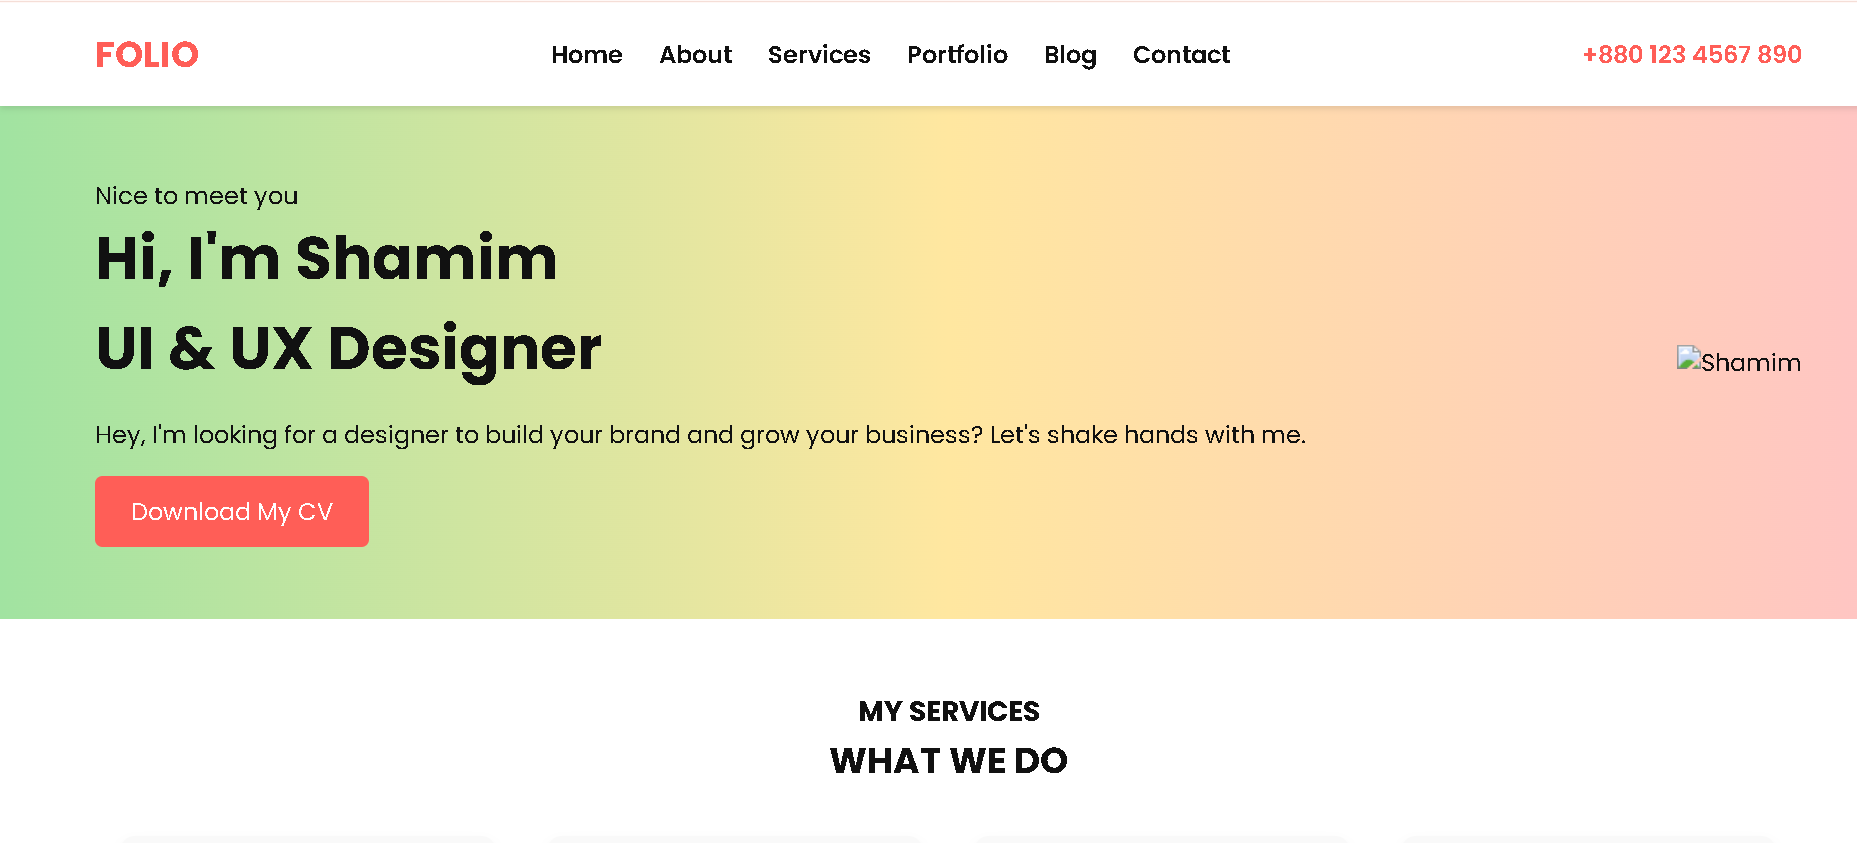 FOLIO
Home About Services Portfolio Blog Contact
+880 123 4567 890
Nice to meet you
Hi, I'm Shamim
UI & UX Designer
Shamim
Hey, I'm looking for a designer to build your brand and grow your business? Let's shake hands with me.
Download My CV
MY SERVICES
WHAT WE DO